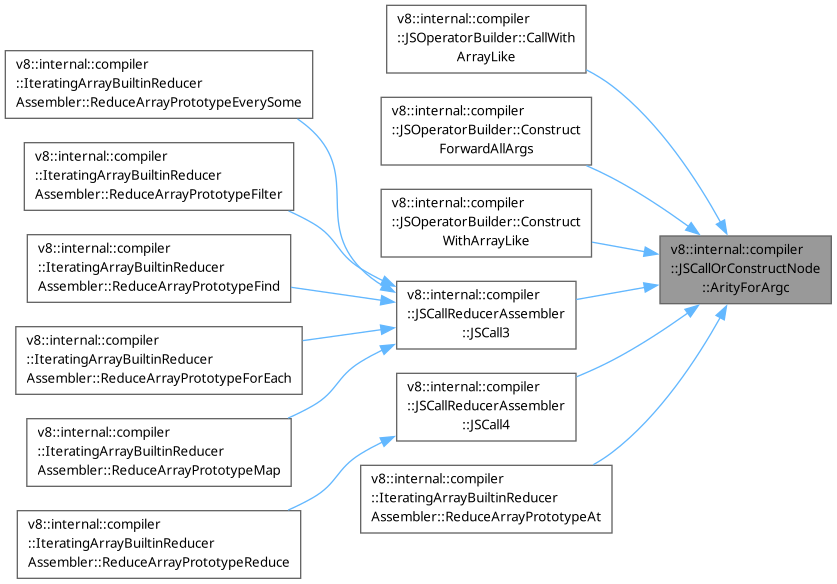 v8::internal::compiler
::JSOperatorBuilder::CallWith
ArrayLike
v8::internal::compiler
::IteratingArrayBuiltinReducer
Assembler::ReduceArrayPrototypeEverySome
v8::internal::compiler
::JSOperatorBuilder::Construct
ForwardAllArgs
v8::internal::compiler
::IteratingArrayBuiltinReducer
Assembler::ReduceArrayPrototypeFilter
v8::internal::compiler
::JSOperatorBuilder::Construct
WithArrayLike
v8::internal::compiler
::JSCallOrConstructNode
::ArityForArgc
v8::internal::compiler
::IteratingArrayBuiltinReducer
Assembler::ReduceArrayPrototypeFind
v8::internal::compiler
::JSCallReducerAssembler
::JSCall3
v8::internal::compiler
::IteratingArrayBuiltinReducer
Assembler::ReduceArrayPrototypeForEach
v8::internal::compiler
::JSCallReducerAssembler
::JSCall4
v8::internal::compiler
::IteratingArrayBuiltinReducer
Assembler::ReduceArrayPrototypeMap
v8::internal::compiler
::IteratingArrayBuiltinReducer
Assembler::ReduceArrayPrototypeAt
v8::internal::compiler
::IteratingArrayBuiltinReducer
Assembler::ReduceArrayPrototypeReduce